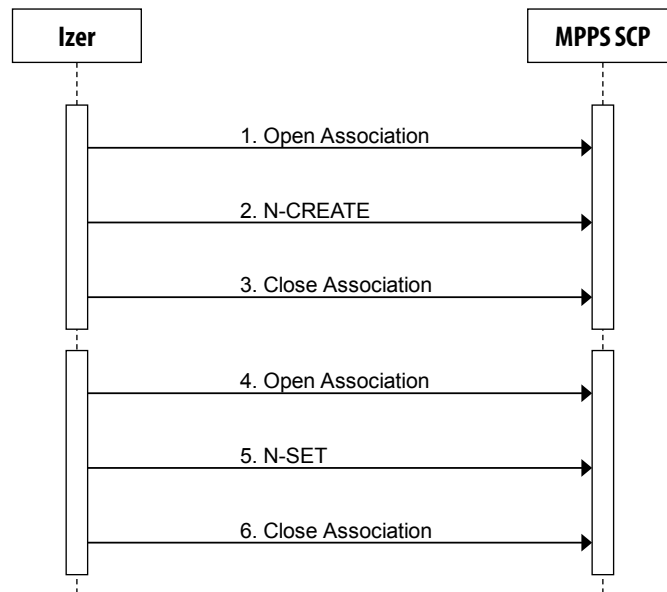 Izer
MPPS SCP
1. Open Association
2. N-CREATE
3. Close Association
4. Open Association
5. N-SET
6. Close Association